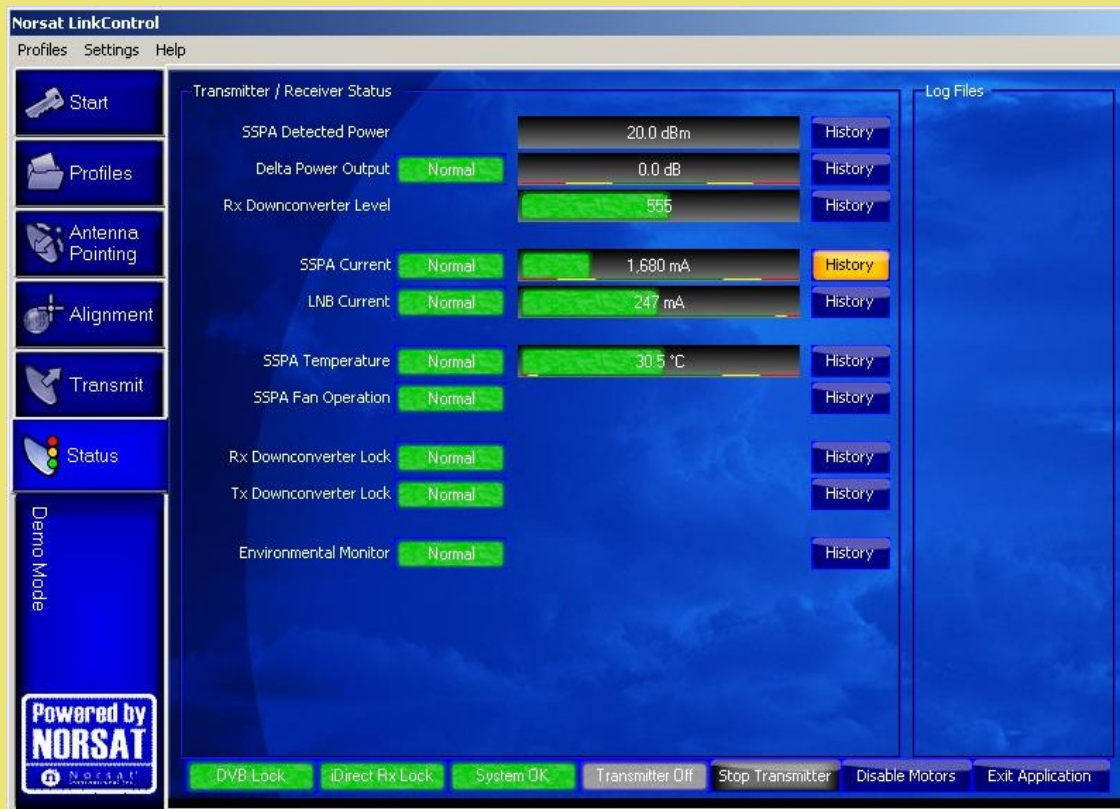 Norsat LinkControl
Profiles Settings Help
Start
Profiles
Antenna
Pointing
Alignment
Transmit
Status
Demo Mode
Powered by
NORSAT
Transmitter / Receiver Status
SSPA Detected Power 20.0 dBm History
Delta Power Output Normal 0.0 dB History
Rx Downconverter Level 555 History
SSPA Current Normal 1,680 mA History
LNB Current Normal 247 mA History
SSPA Temperature Normal 30.5 °C History
SSPA Fan Operation Normal History
Rx Downconverter Lock Normal History
Tx Downconverter Lock Normal History
Environmental Monitor Normal History
Log Files
DVB Lock iDirect Rx Lock System OK Transmitter Off Stop Transmitter Disable Motors Exit Application